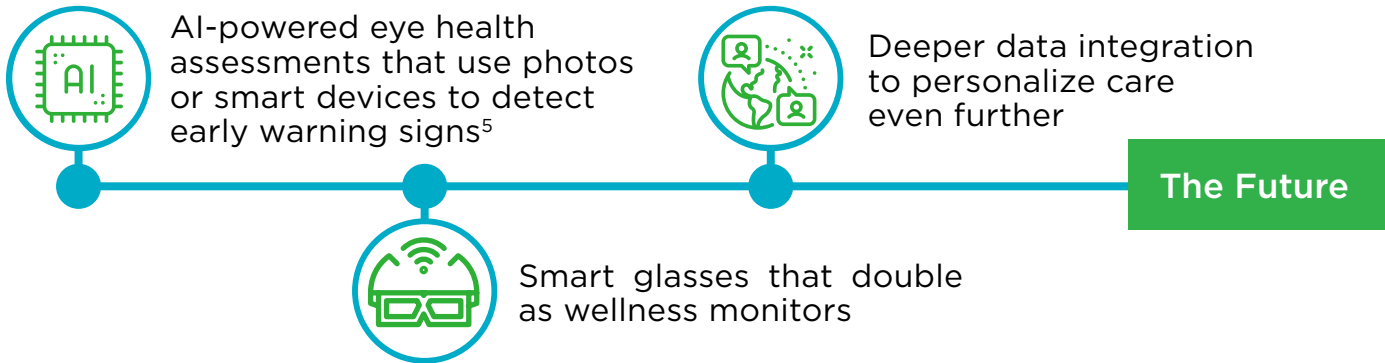 AI
AI-powered eye health
assessments that use photos
or smart devices to detect
early warning signs⁵
Deeper data integration
to personalize care
even further
The Future
Smart glasses that double
as wellness monitors